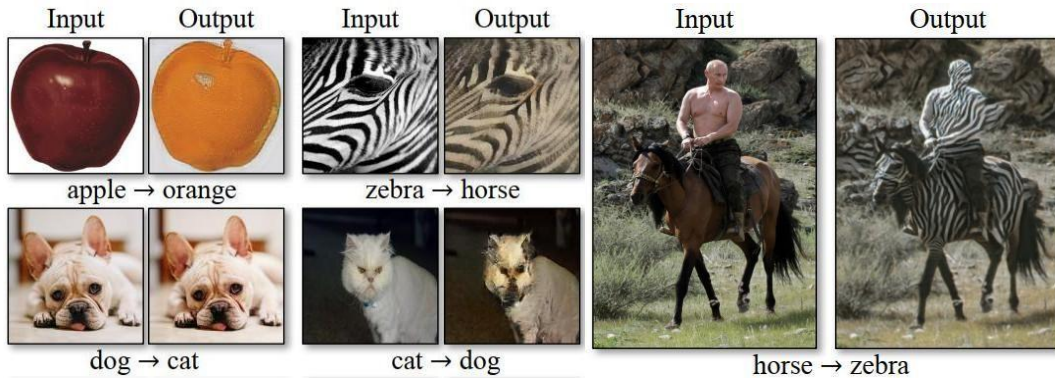 Input Output Input Output Input Output
apple → orange zebra → horse
dog → cat cat → dog horse → zebra